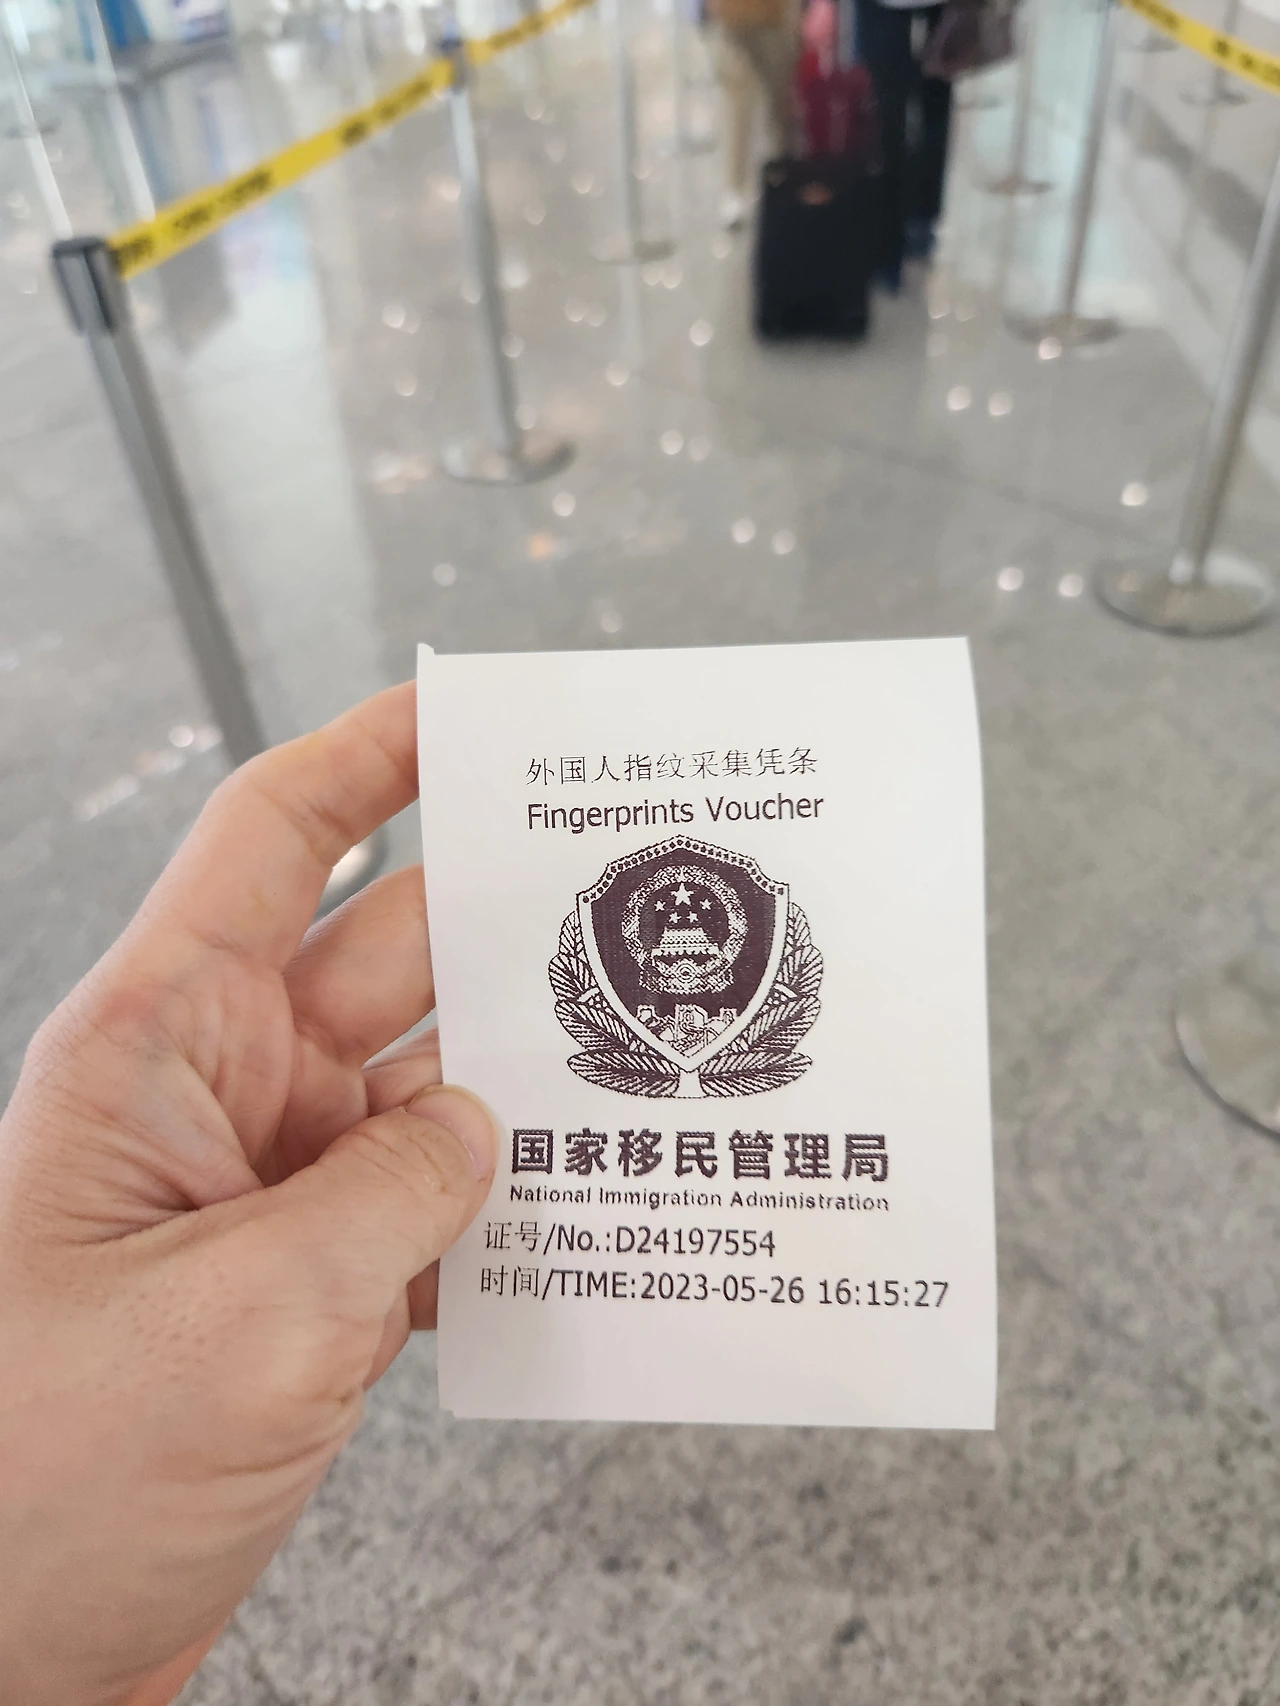 外国人指纹采集凭条
Fingerprints Voucher
国家移民管理局
National Immigration Administration
证号/No.:D24197554
时间/TIME:2023-05-26 16:15:27